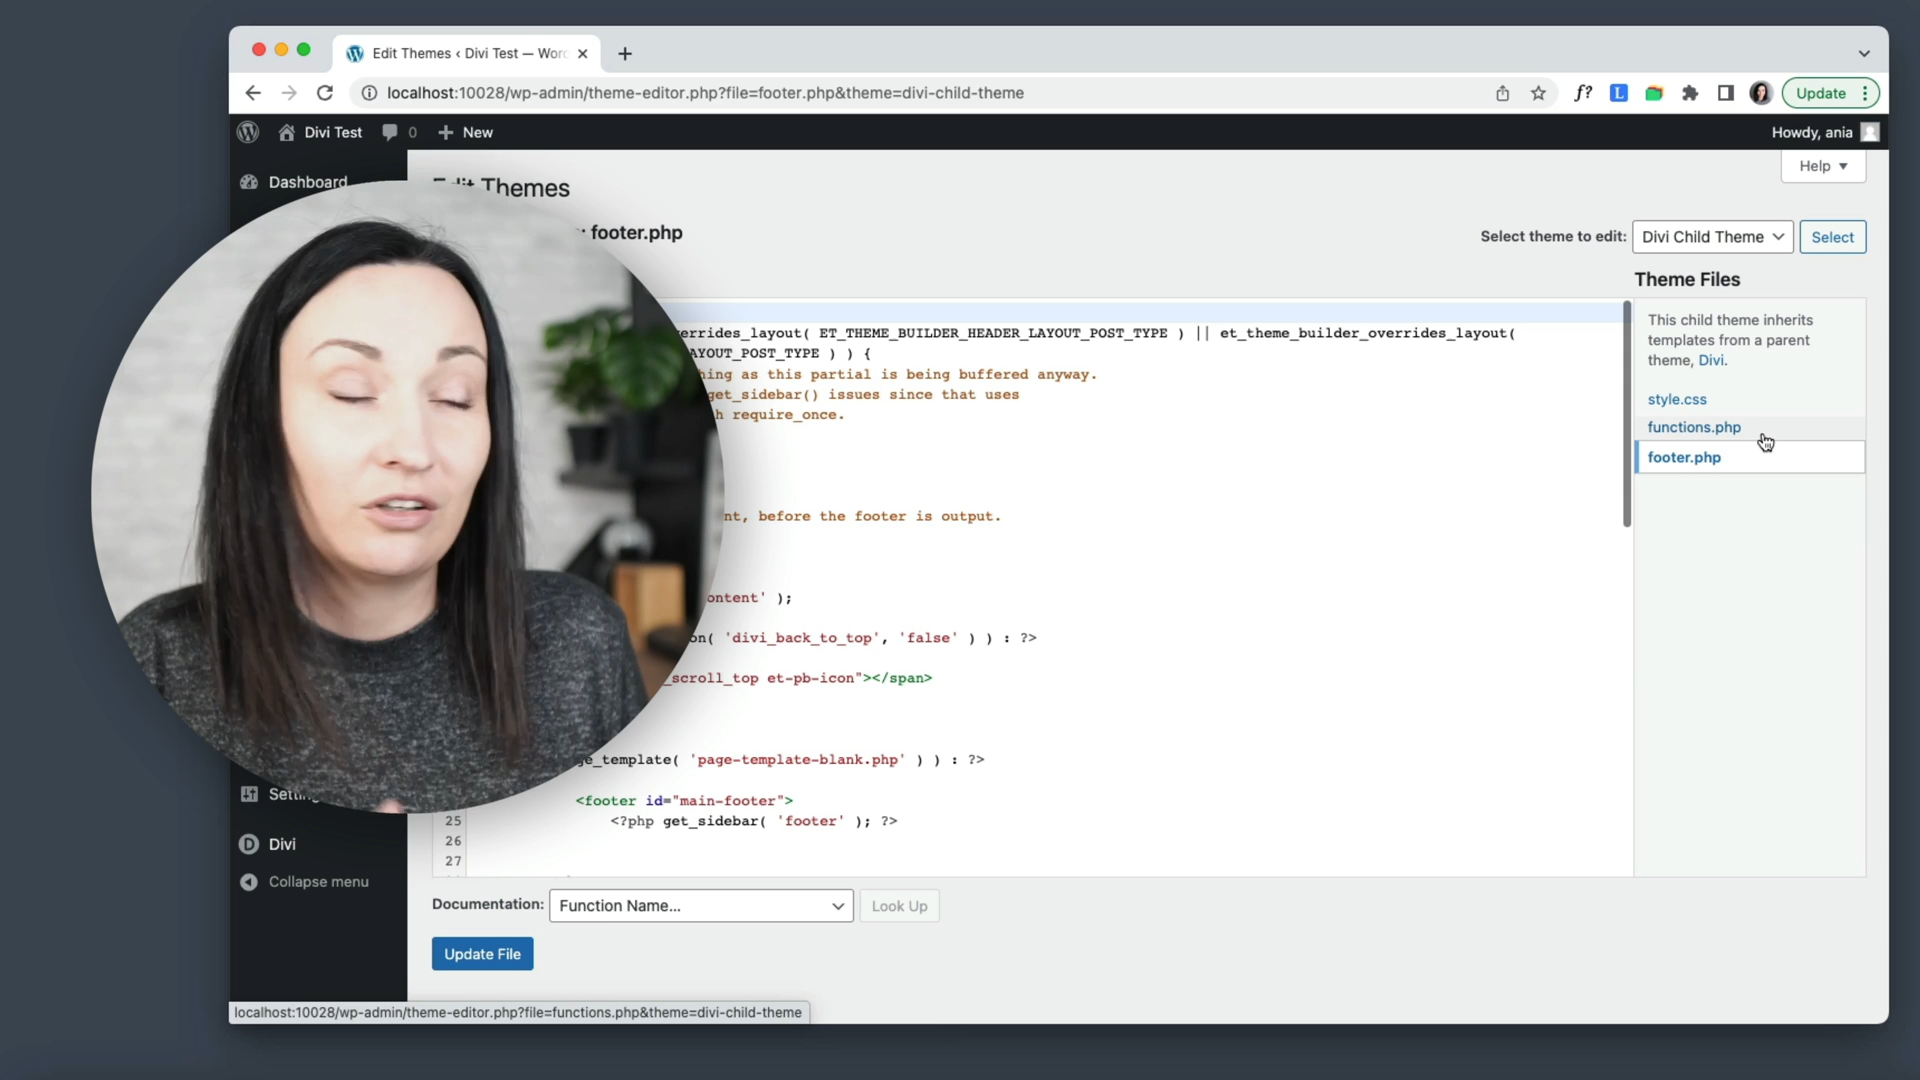 Edit Themes ‹ Divi Test — Word
localhost:10028/wp-admin/theme-editor.php?file=footer.php&theme=divi-child-theme
f?
L
Update
Divi Test
0
New
Howdy, ania
Dashboard
Edit Themes
Help
: footer.php
Select theme to edit:
Divi Child Theme
Select
Theme Files
This child theme inherits
templates from a parent
theme, Divi.
style.css
functions.php
footer.php
errides_layout( ET_THEME_BUILDER_HEADER_LAYOUT_POST_TYPE ) || et_theme_builder_overrides_layout(
AYOUT_POST_TYPE ) ) {
hing as this partial is being buffered anyway.
get_sidebar() issues since that uses
h require_once.
nt, before the footer is output.
ontent' );
on( 'divi_back_to_top', 'false' ) ) : ?>
_scroll_top et-pb-icon"></span>
ge_template( 'page-template-blank.php' ) ) : ?>
<footer id="main-footer">
25 <?php get_sidebar( 'footer' ); ?>
26
27
Settings
Divi
Collapse menu
Documentation:
Function Name...
Look Up
Update File
localhost:10028/wp-admin/theme-editor.php?file=functions.php&theme=divi-child-theme